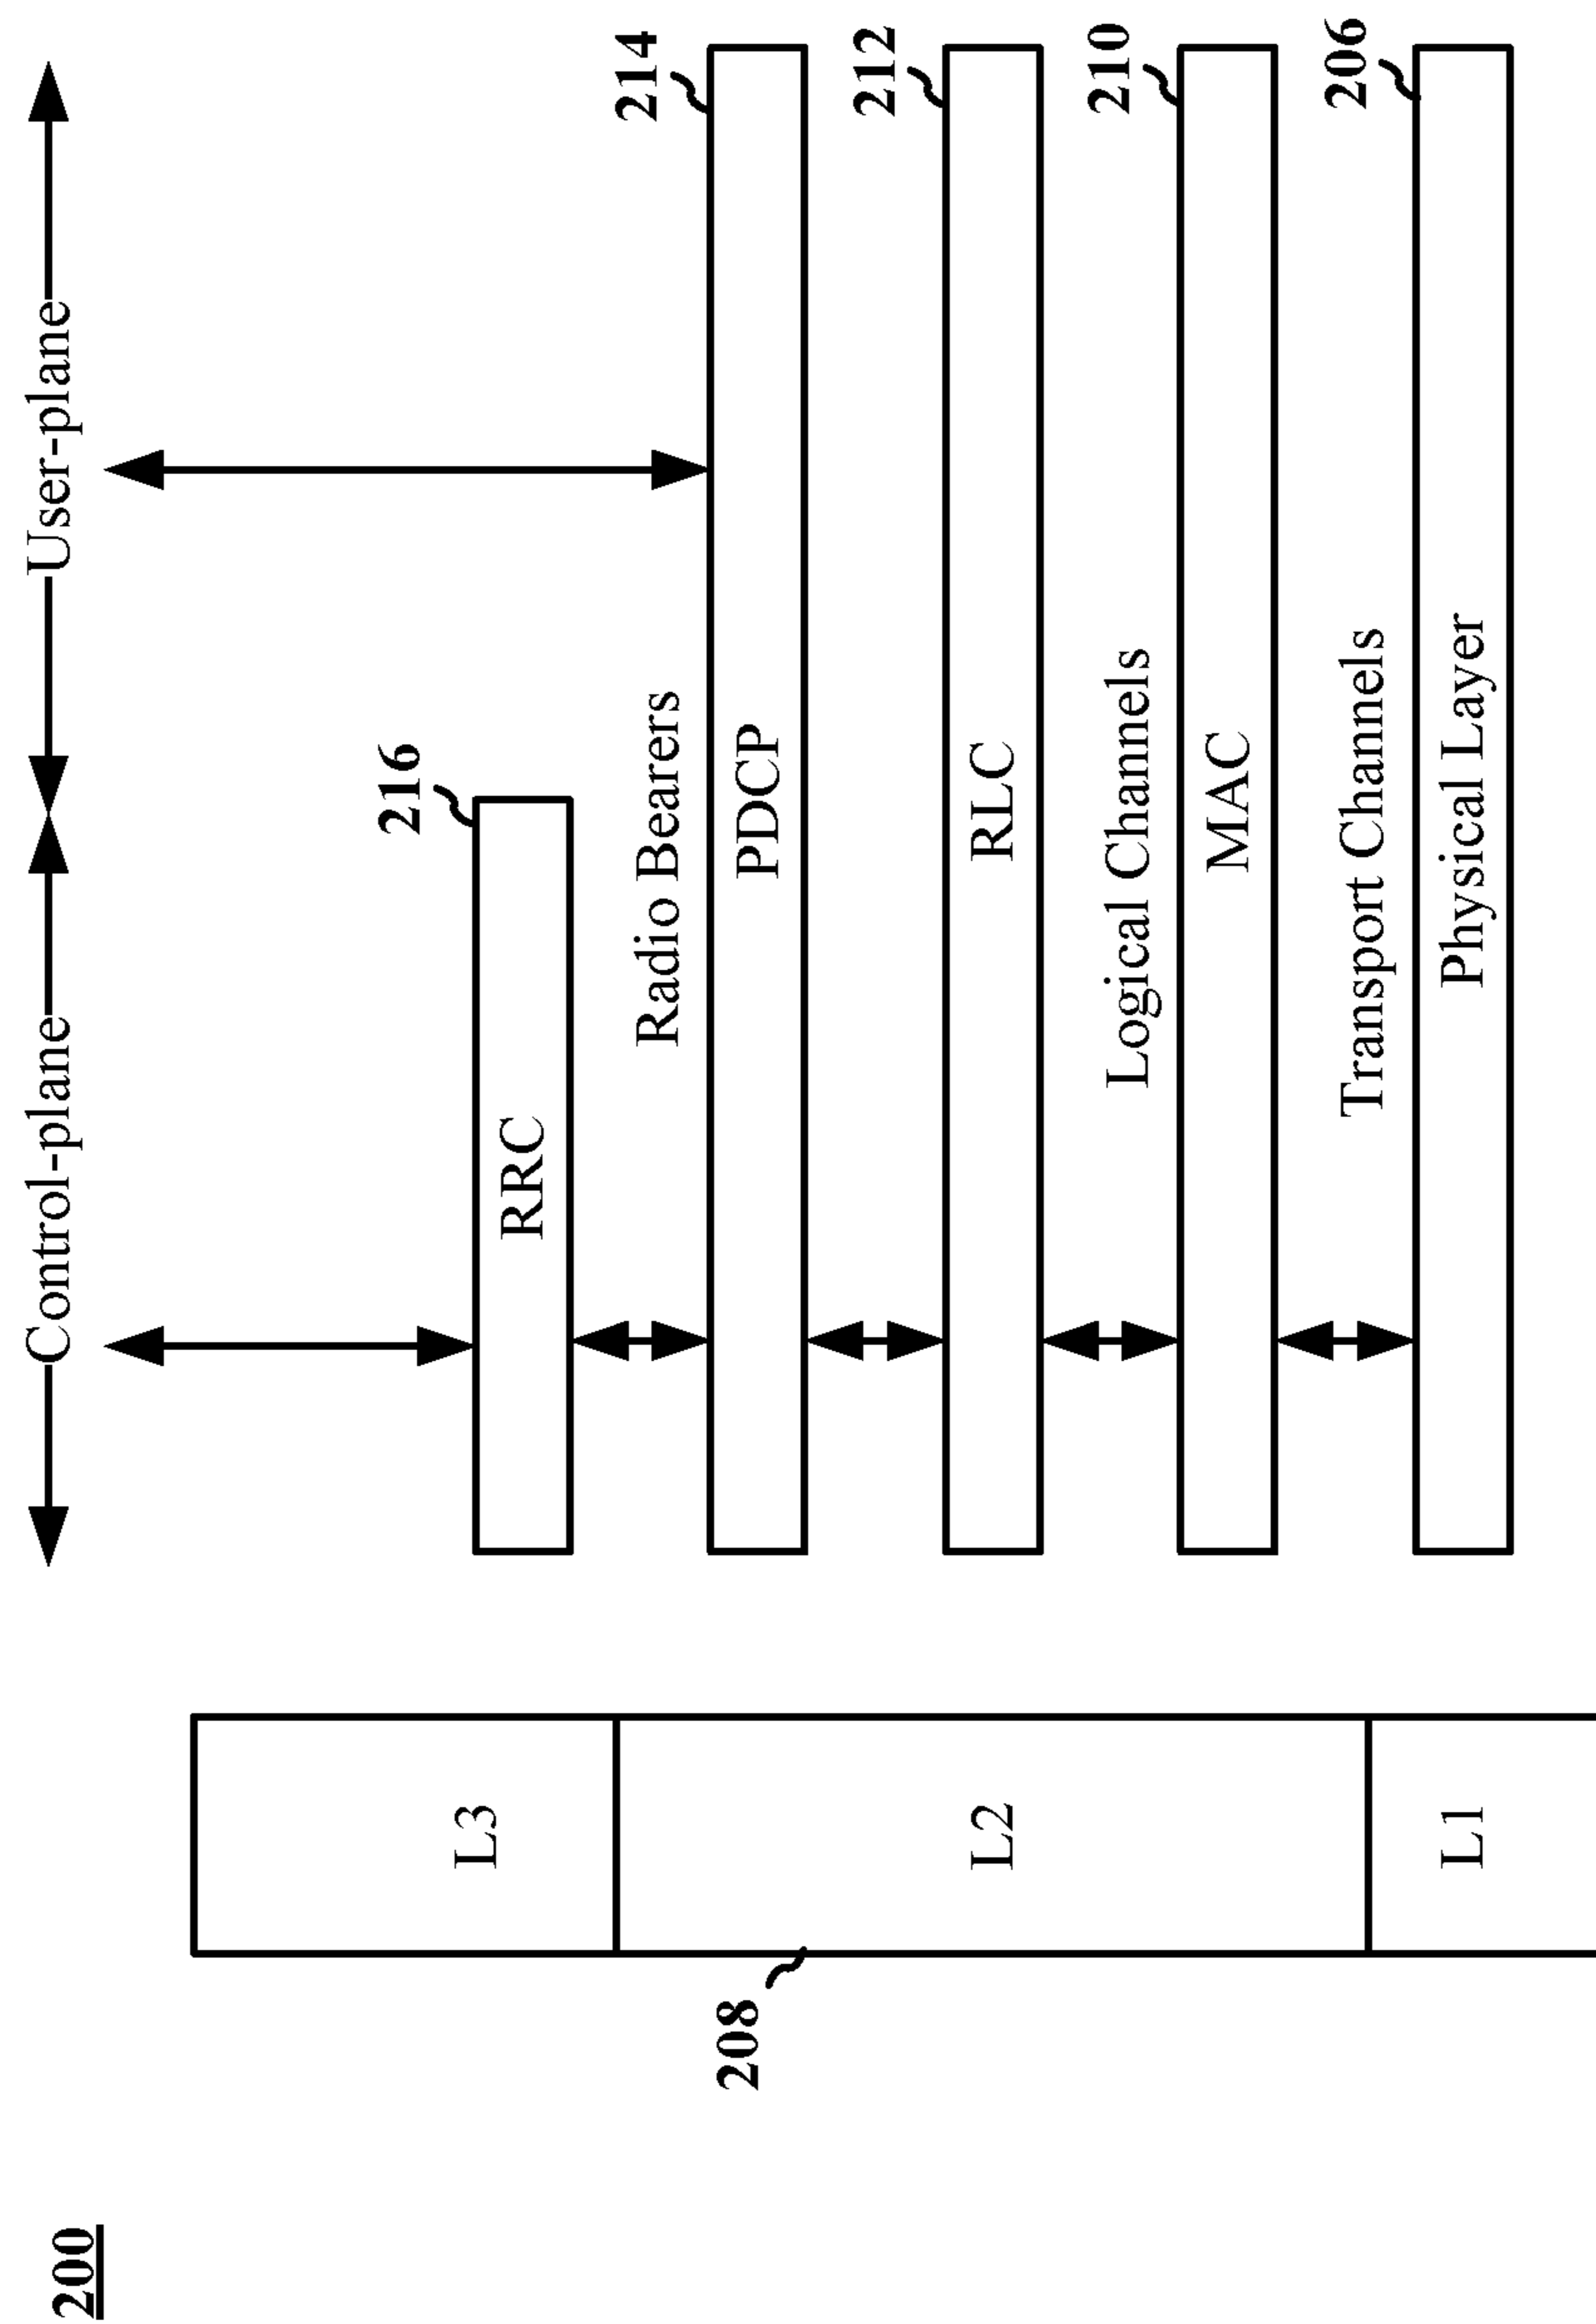 200
Control-plane
User-plane
216
RRC
L3
Radio Bearers
214
PDCP
208
212
RLC
L2
Logical Channels
210
MAC
Transport Channels
206
Physical Layer
L1